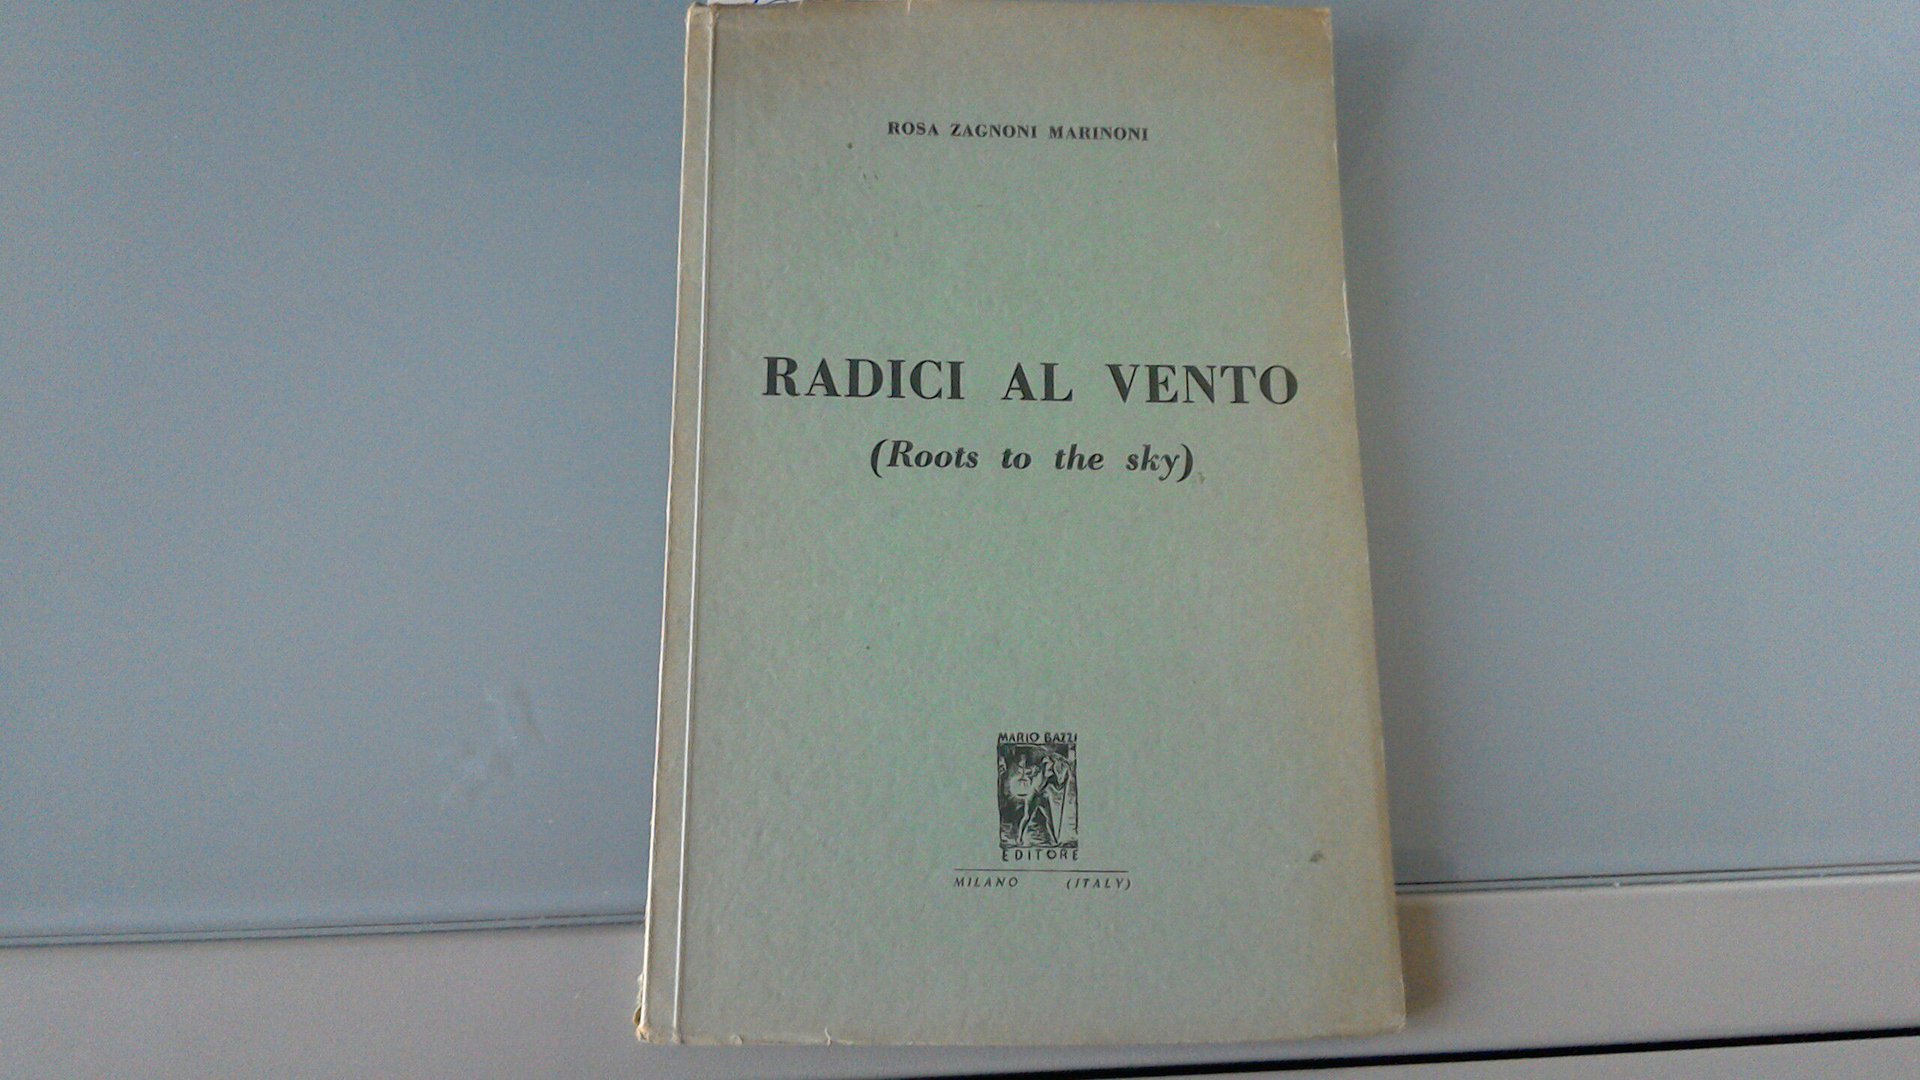 ROSA ZAGNONI MARINONI
RADICI AL VENTO
(Roots to the sky)
MARIO BAZZI
EDITORE
MILANO (ITALY)